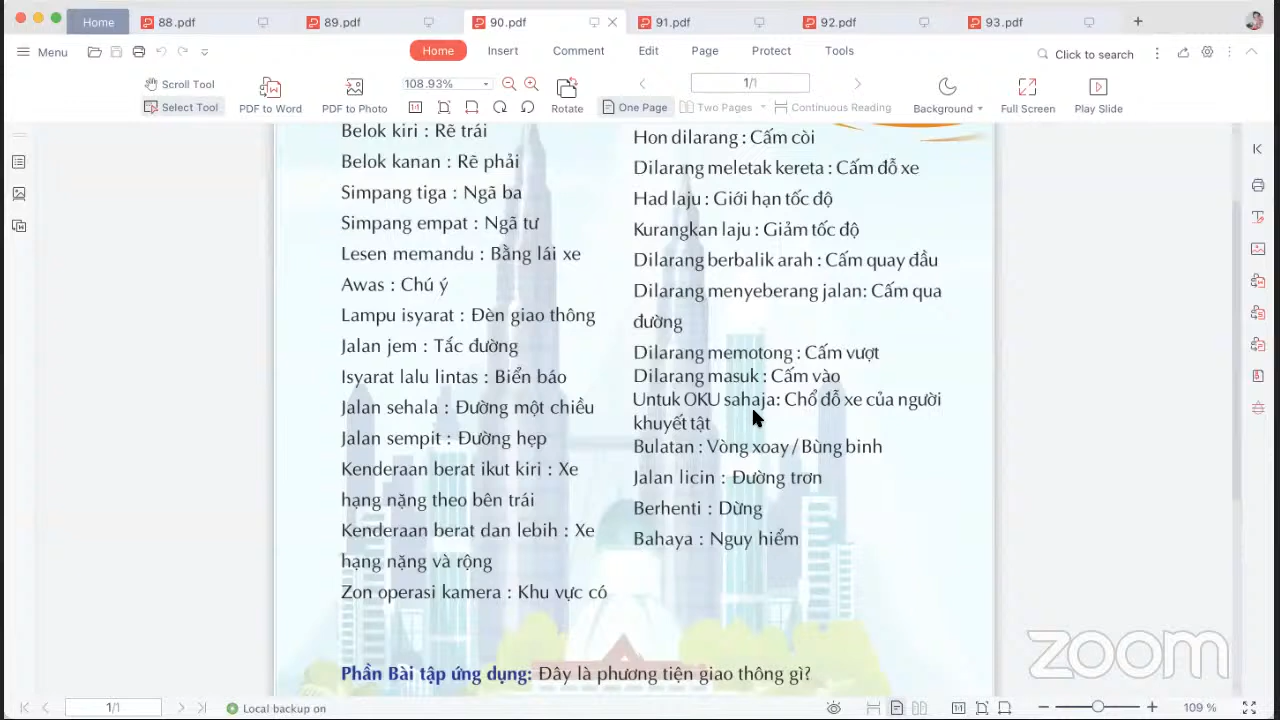 Home
88.pdf
89.pdf
90.pdf
91.pdf
92.pdf
93.pdf
Menu
Home
Insert
Comment
Edit
Page
Protect
Tools
Click to search
Scroll Tool
Select Tool
PDF to Word
PDF to Photo
108.93%
Rotate
1/1
One Page
Two Pages
Continuous Reading
Background
Full Screen
Play Slide
Belok kiri : Rẽ trái
Belok kanan : Rẽ phải
Simpang tiga : Ngã ba
Simpang empat : Ngã tư
Lesen memandu : Bằng lái xe
Awas : Chú ý
Lampu isyarat : Đèn giao thông
Jalan jem : Tắc đường
Isyarat lalu lintas : Biển báo
Jalan sehala : Đường một chiều
Jalan sempit : Đường hẹp
Kenderaan berat ikut kiri : Xe
hạng nặng theo bên trái
Kenderaan berat dan lebih : Xe
hạng nặng và rộng
Zon operasi kamera : Khu vực có
Hon dilarang : Cấm còi
Dilarang meletak kereta : Cấm đỗ xe
Had laju : Giới hạn tốc độ
Kurangkan laju : Giảm tốc độ
Dilarang berbalik arah : Cấm quay đầu
Dilarang menyeberang jalan: Cấm qua
đường
Dilarang memotong : Cấm vượt
Dilarang masuk : Cấm vào
Untuk OKU sahaja: Chổ đỗ xe của người
khuyết tật
Bulatan : Vòng xoay / Bùng binh
Jalan licin : Đường trơn
Berhenti : Dừng
Bahaya : Nguy hiểm
Phần Bài tập ứng dụng: Đây là phương tiện giao thông gì?
zoom
1/1
Local backup on
109 %